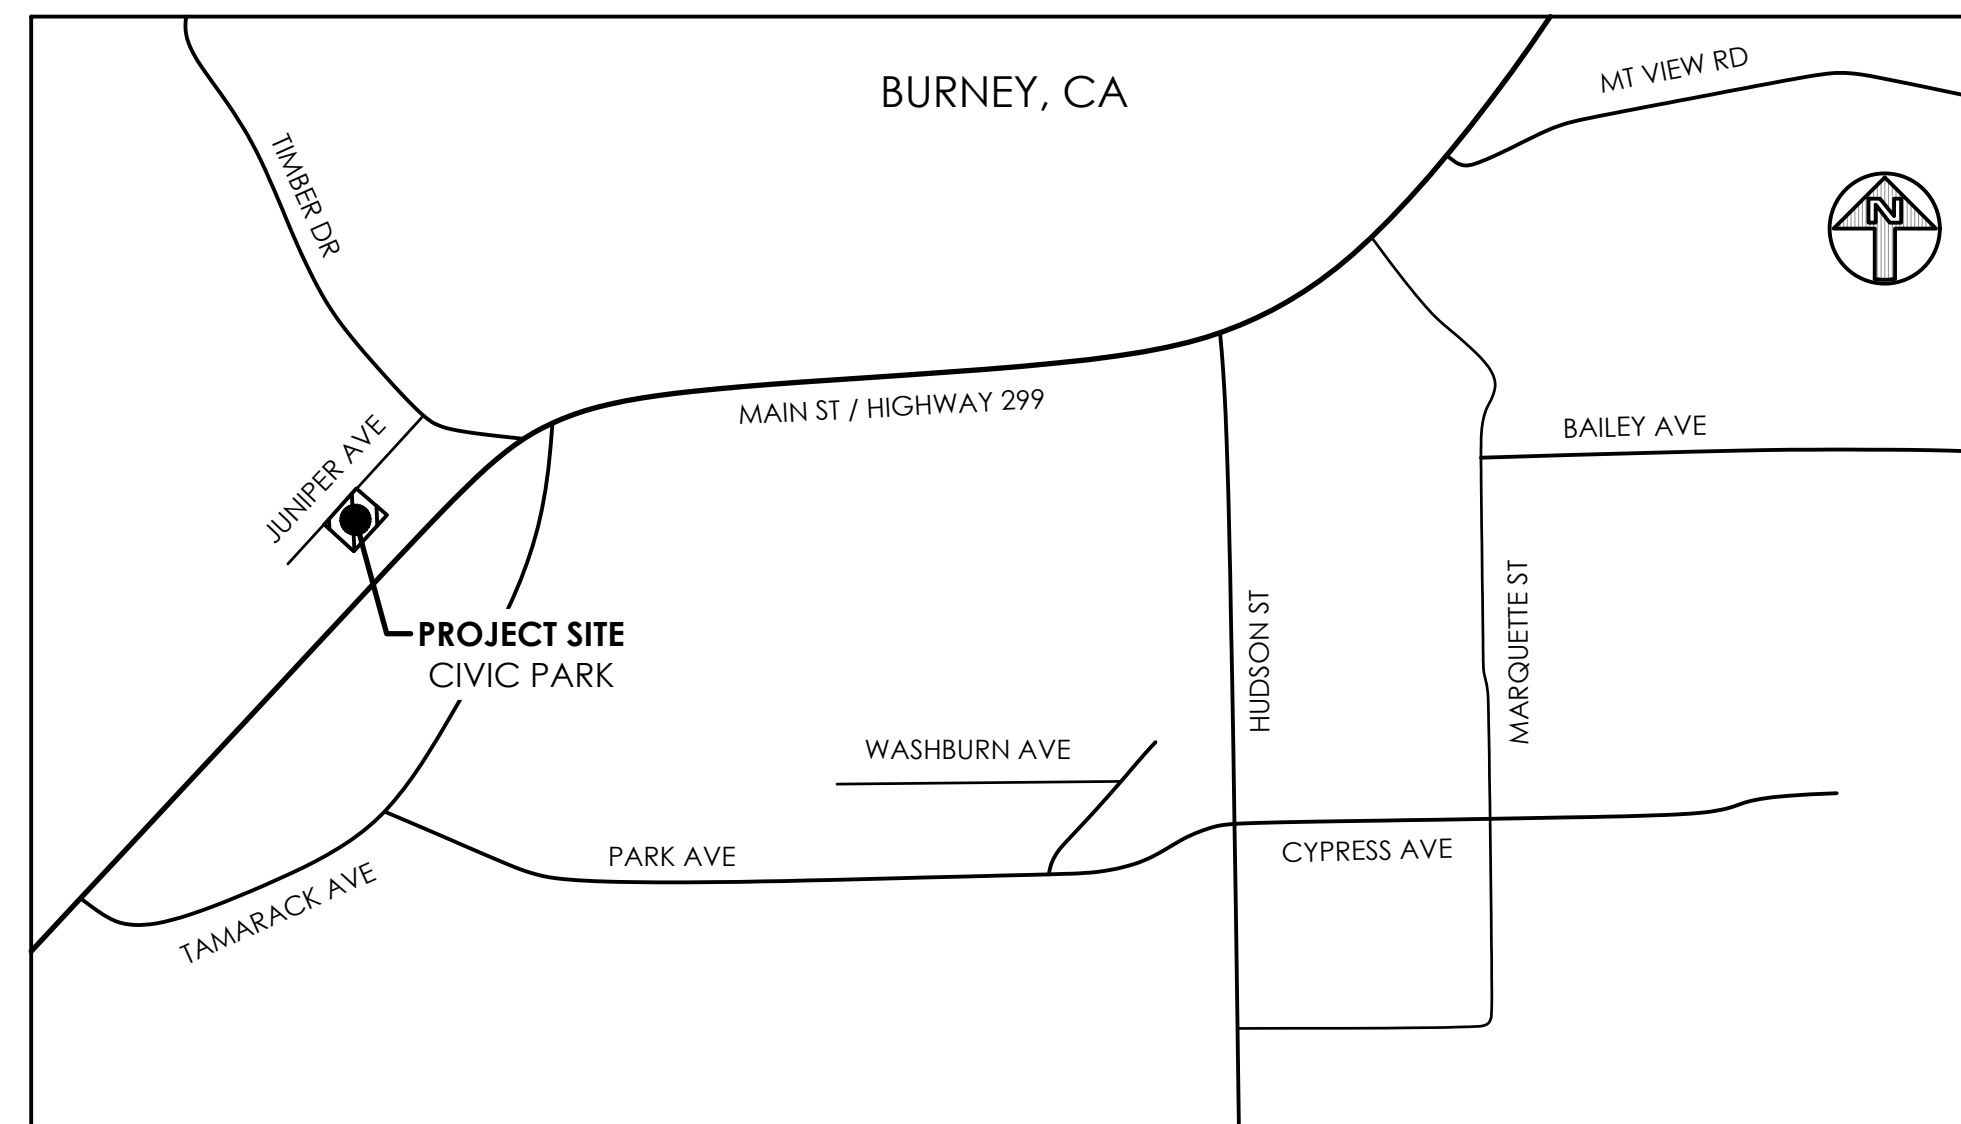 BURNEY, CA
MT VIEW RD
TIMBER DR
N
MAIN ST / HIGHWAY 299
JUNIPER AVE
BAILEY AVE
PROJECT SITE
CIVIC PARK
HUDSON ST
MARQUETTE ST
WASHBURN AVE
PARK AVE
CYPRESS AVE
TAMARACK AVE